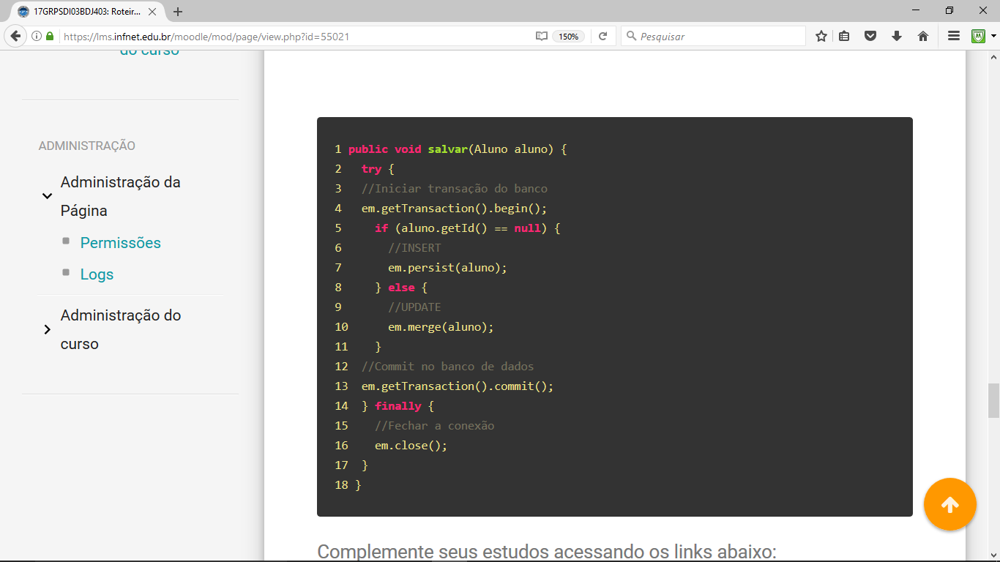 17GRPSDI03BDJ403: Roteir...
https://lms.infnet.edu.br/moodle/mod/page/view.php?id=55021
150%
Pesquisar
do curso
ADMINISTRAÇÃO
Administração da
Página
Permissões
Logs
Administração do
curso
1 public void salvar(Aluno aluno) {
2 try {
3 //Iniciar transação do banco
4 em.getTransaction().begin();
5 if (aluno.getId() == null) {
6 //INSERT
7 em.persist(aluno);
8 } else {
9 //UPDATE
10 em.merge(aluno);
11 }
12 //Commit no banco de dados
13 em.getTransaction().commit();
14 } finally {
15 //Fechar a conexão
16 em.close();
17 }
18 }
Complemente seus estudos acessando os links abaixo: